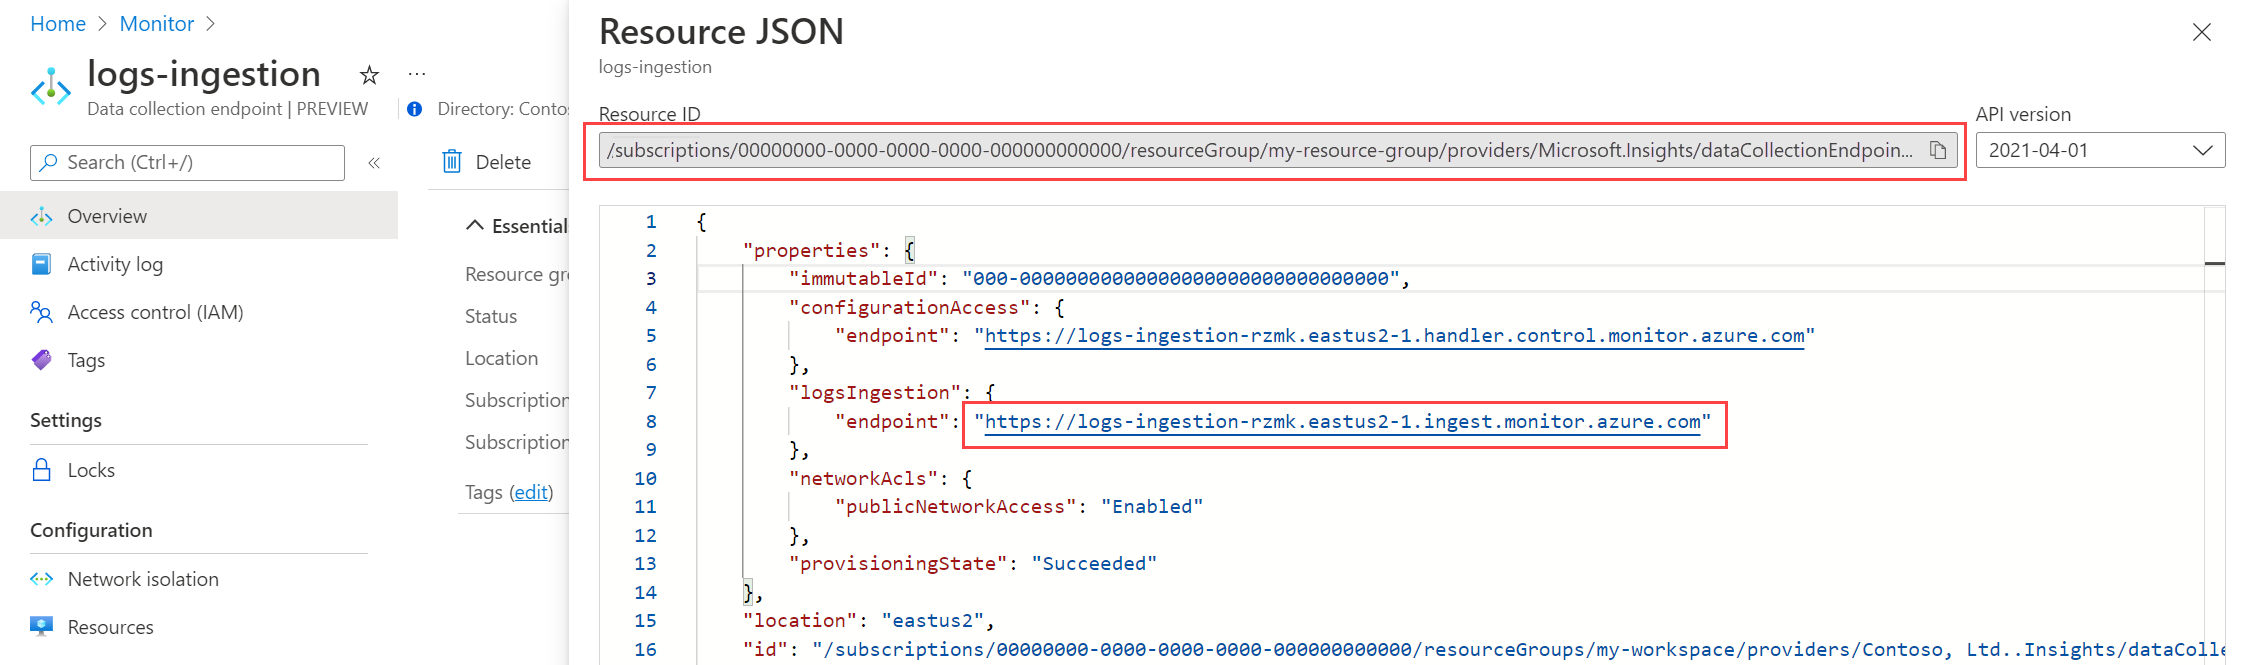 Home > Monitor >
logs-ingestion ☆ ...
Data collection endpoint | PREVIEW
Directory: Conto
Search (Ctrl+/)
«
Overview
Activity log
Access control (IAM)
Tags
Settings
Locks
Configuration
Network isolation
Resources
Delete
Essential
Resource gr
Status
Location
Subscription
Subscription
Tags (edit)
Resource JSON
logs-ingestion
Resource ID
/subscriptions/00000000-0000-0000-0000-000000000000/resourceGroup/my-resource-group/providers/Microsoft.Insights/dataCollectionEndpoin...
API version
2021-04-01
1 {
2 "properties": {
3 "immutableId": "000-00000000000000000000000000000000",
4 "configurationAccess": {
5 "endpoint": "https://logs-ingestion-rzmk.eastus2-1.handler.control.monitor.azure.com"
6 },
7 "logsIngestion": {
8 "endpoint": "https://logs-ingestion-rzmk.eastus2-1.ingest.monitor.azure.com"
9 },
10 "networkAcls": {
11 "publicNetworkAccess": "Enabled"
12 },
13 "provisioningState": "Succeeded"
14 },
15 "location": "eastus2",
16 "id": "/subscriptions/00000000-0000-0000-0000-000000000000/resourceGroups/my-workspace/providers/Contoso, Ltd..Insights/dataColle